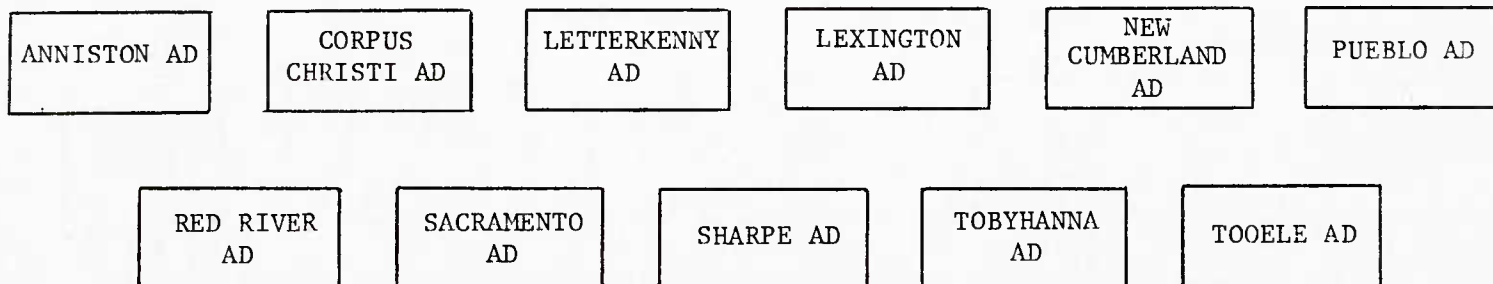 ANNISTON AD
CORPUS
CHRISTI AD
LETTERKENNY
AD
LEXINGTON
AD
NEW
CUMBERLAND
AD
PUEBLO AD
RED RIVER
AD
SACRAMENTO
AD
SHARPE AD
TOBYHANNA
AD
TOOELE AD